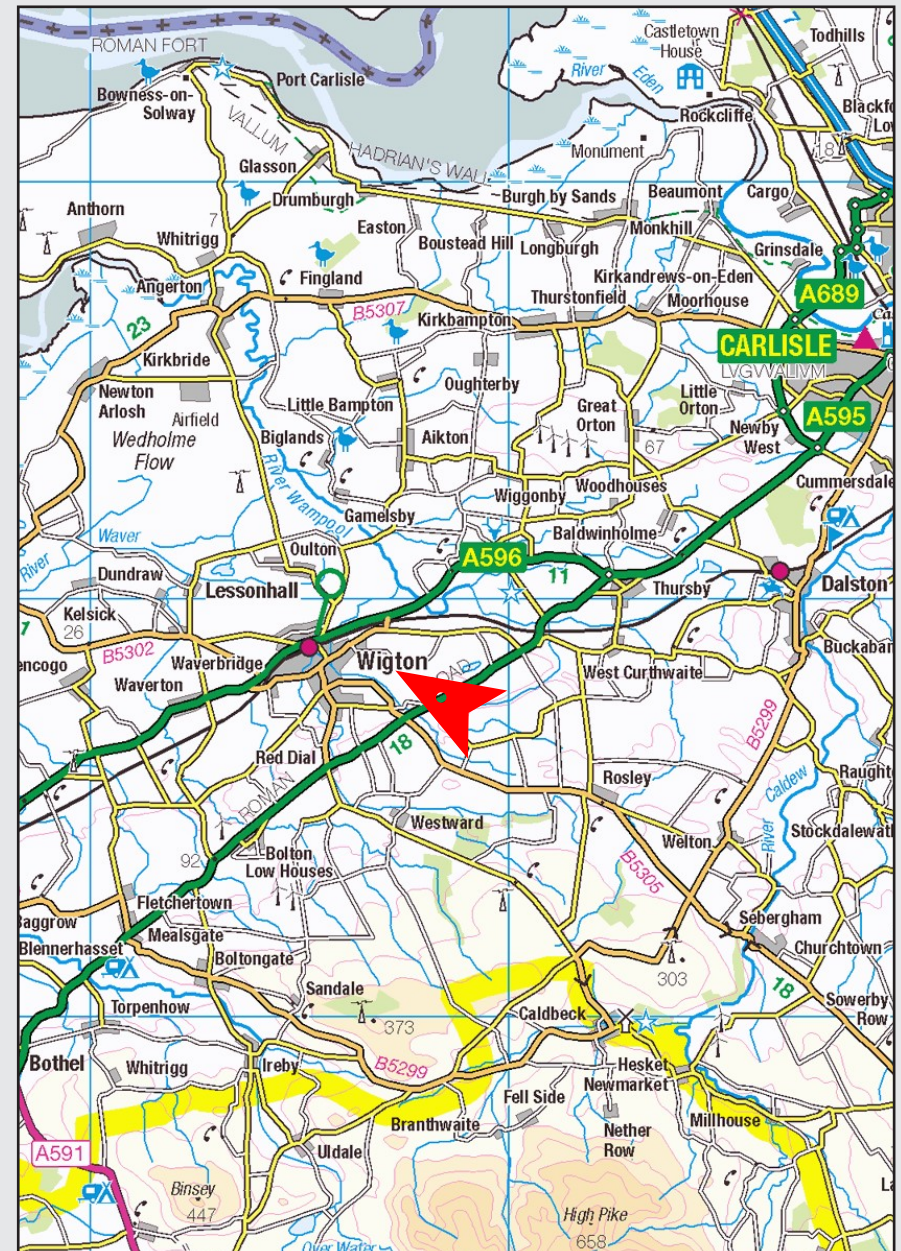 ROMAN FORT
Castletown
House
Todhills
Port Carlisle
River
Eden
Bowness-on-
Solway
Rockcliffe
VALLUM
Monument
18
Glasson
HADRIAN'S WALL
Drumburgh
Burgh by Sands
Beaumont
Cargo
Anthorn
7
Easton
Whitrigg
Boustead Hill
Longburgh
Monkhill
Grinsdale
Fingland
Kirkandrews-on-Eden
Angerton
A689
B5307
Thurstonfield
Moorhouse
23
Kirkbampton
CARLISLE
LVGVVALIVM
Kirkbride
Oughterby
Newton
Arlosh
Airfield
Little Bampton
Great
Orton
Little
Orton
A595
Wedholme
Flow
Biglands
Aikton
67
Newby
West
River Wampool
Wiggonby
Woodhouses
Cummersdale
Gamelsby
Waver
River
Oulton
Baldwinholme
A596
11
Dundraw
Lessonhall
Thursby
Dalston
Kelsick
26
B5302
Waverbridge
Wigton
West Curthwaite
Waverton
B5299
18
Red Dial
ROMAN
Rosley
Caldew
River
Westward
Welton
92
Bolton
Low Houses
B5305
Fletchertown
Mealsgate
Sebergham
Blennerhasset
Boltongate
Churchtown
303
18
Sandale
Torpenhow
Caldbeck
Sowerby
Row
373
Bothel
Whitrigg
Ireby
B5299
Hesket
Newmarket
Fell Side
Branthwaite
Millhouse
Nether
Row
A591
Uldale
Binsey
447
High Pike
658
Over Water